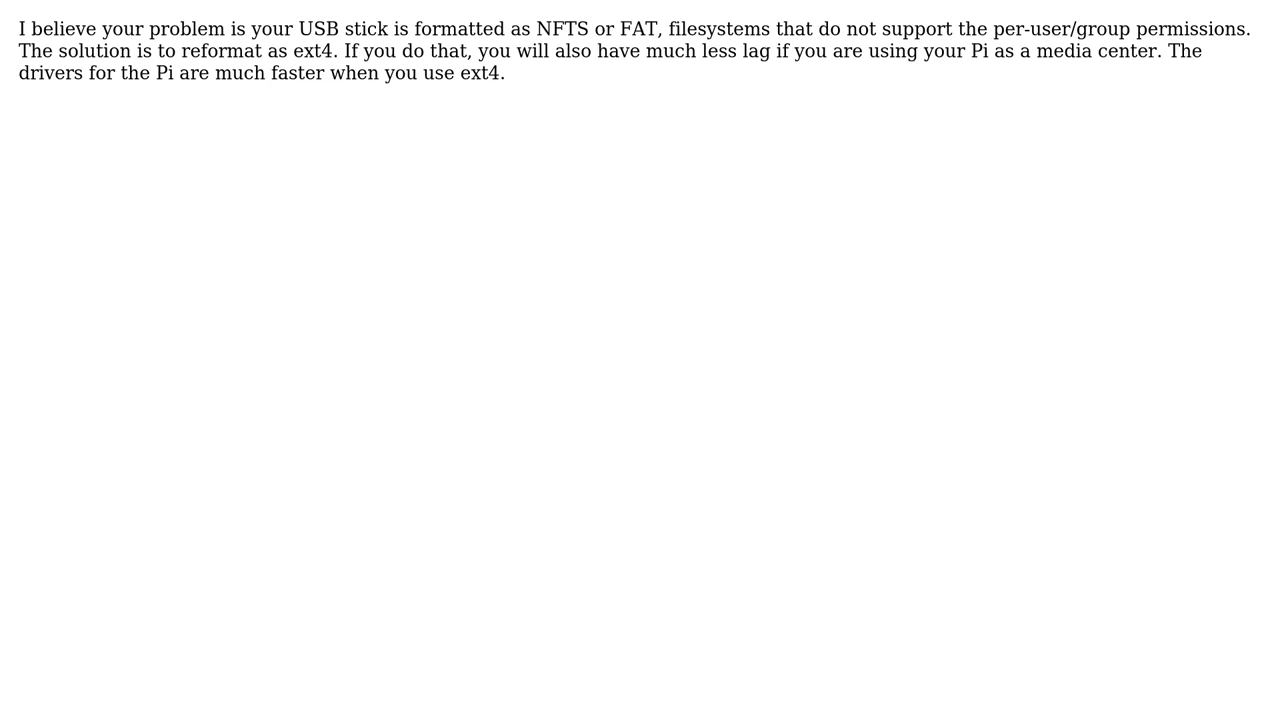 I believe your problem is your USB stick is formatted as NFTS or FAT, filesystems that do not support the per-user/group permissions.
The solution is to reformat as ext4. If you do that, you will also have much less lag if you are using your Pi as a media center. The
drivers for the Pi are much faster when you use ext4.